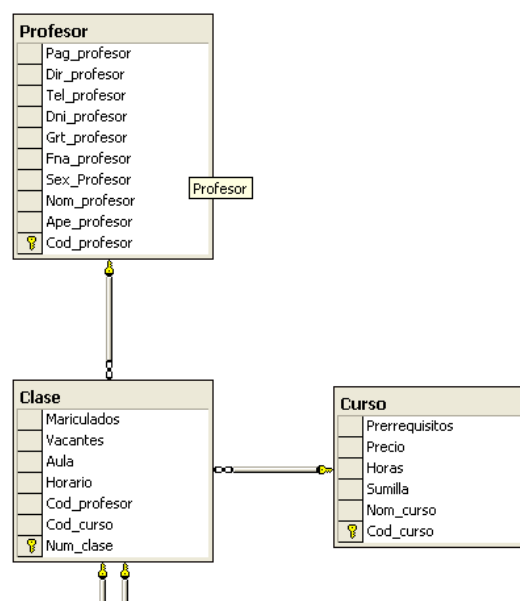 Profesor
Pag_profesor
Dir_profesor
Tel_profesor
Dni_profesor
Grt_profesor
Fna_profesor
Sex_Profesor
Nom_profesor
Ape_profesor
Cod_profesor
Profesor
Clase
Mariculados
Vacantes
Aula
Horario
Cod_profesor
Cod_curso
Num_clase
Curso
Prerrequisitos
Precio
Horas
Sumilla
Nom_curso
Cod_curso